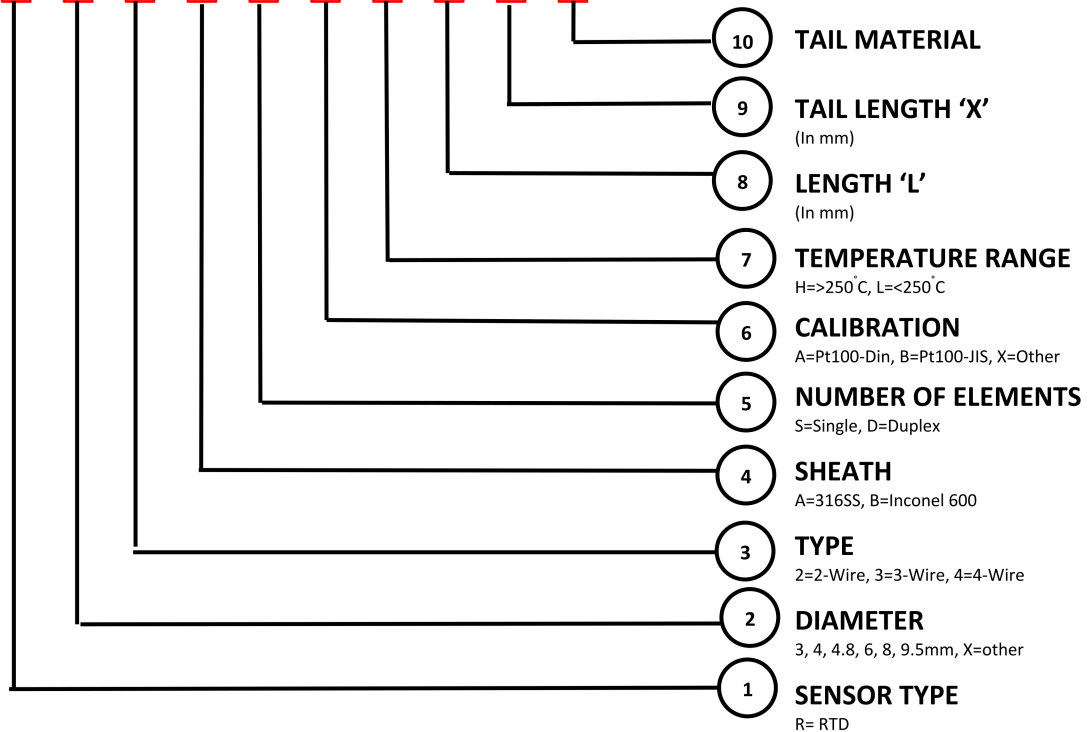 10 TAIL MATERIAL
9 TAIL LENGTH ‘X’
(In mm)
8 LENGTH ‘L’
(In mm)
7 TEMPERATURE RANGE
H=>250°C, L=<250°C
6 CALIBRATION
A=Pt100-Din, B=Pt100-JIS, X=Other
5 NUMBER OF ELEMENTS
S=Single, D=Duplex
4 SHEATH
A=316SS, B=Inconel 600
3 TYPE
2=2-Wire, 3=3-Wire, 4=4-Wire
2 DIAMETER
3, 4, 4.8, 6, 8, 9.5mm, X=other
1 SENSOR TYPE
R= RTD